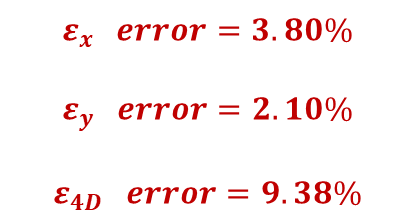 εx error = 3.80%
εy error = 2.10%
ε4D error = 9.38%